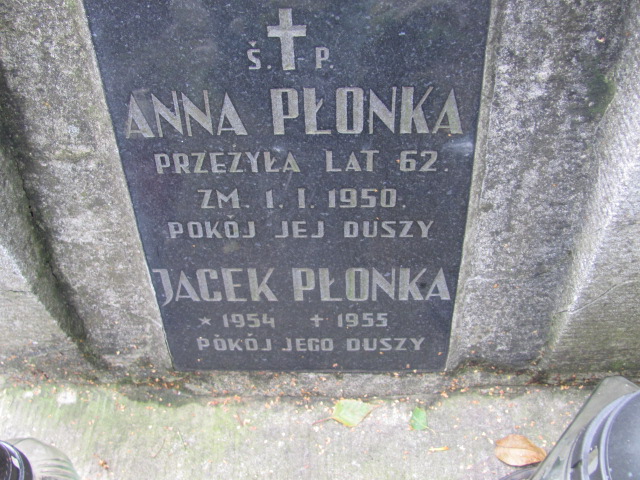 Ś. P.
ANNA PŁONKA
PRZEŻYŁA LAT 62.
ZM. 1. I. 1950.
POKÓJ JEJ DUSZY
JACEK PŁONKA
* 1954 + 1955
POKÓJ JEGO DUSZY